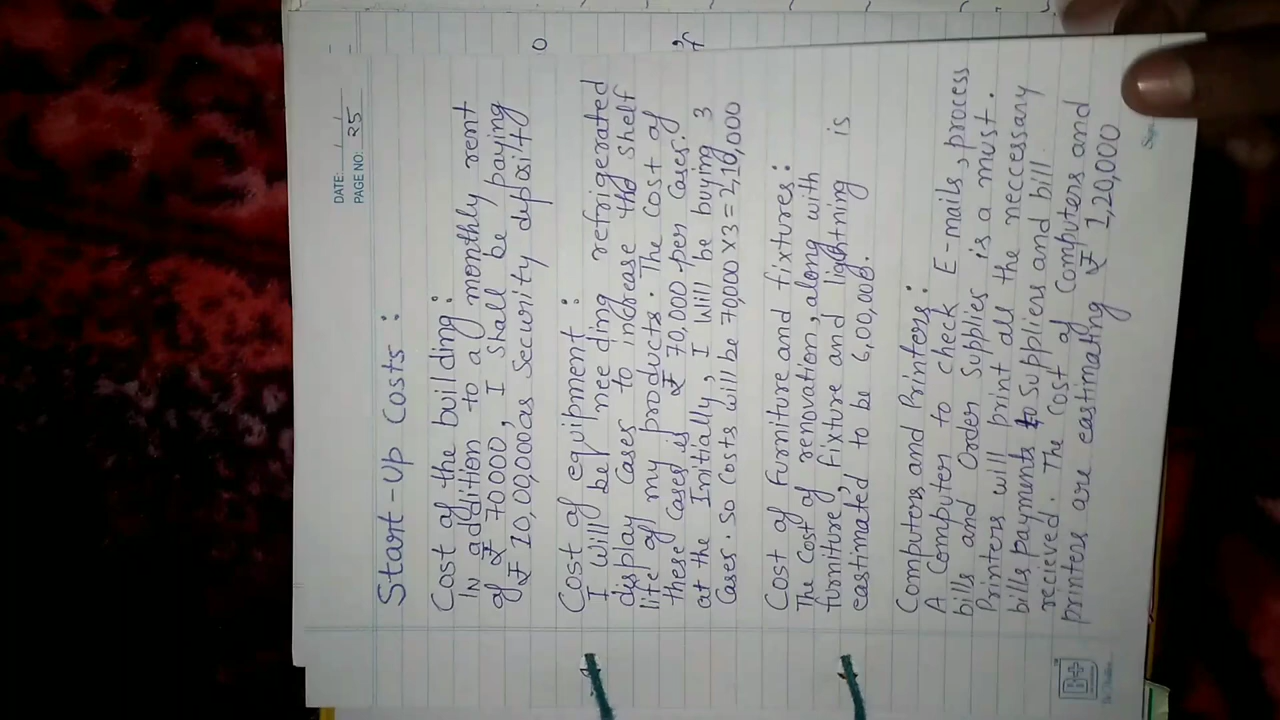 DATE: / /
PAGE NO: 25
Start-Up Costs :
Cost of the building :
IN addition to a monthly rent
of ₹ 70000, I Shall be paying
₹ 10,00,000 as Security dipositg
Cost of equipment :
I will be nee ding refrigerated
display Cases to increase the shelf
life of my products. The Cost of
these Cases is ₹ 70,000 per Cases.
at the Initially, I Will be buying 3
Cases. So Costs will be 70,000 x3 = 2,10,000
Cost of furniture and fixtures :
The Cost of renovation, along with
furniture, fixture and lightning is
eastimated to be 6,00,000.
Computers and Printers :
A Computer to check E-mails, process
bills and Order Supplies is a must.
Printers will print all the neccessary
bills, payments to Suppliers and bill
recieved. The Cost of Computers and
printers are eastimating ₹ 1,20,000
B+